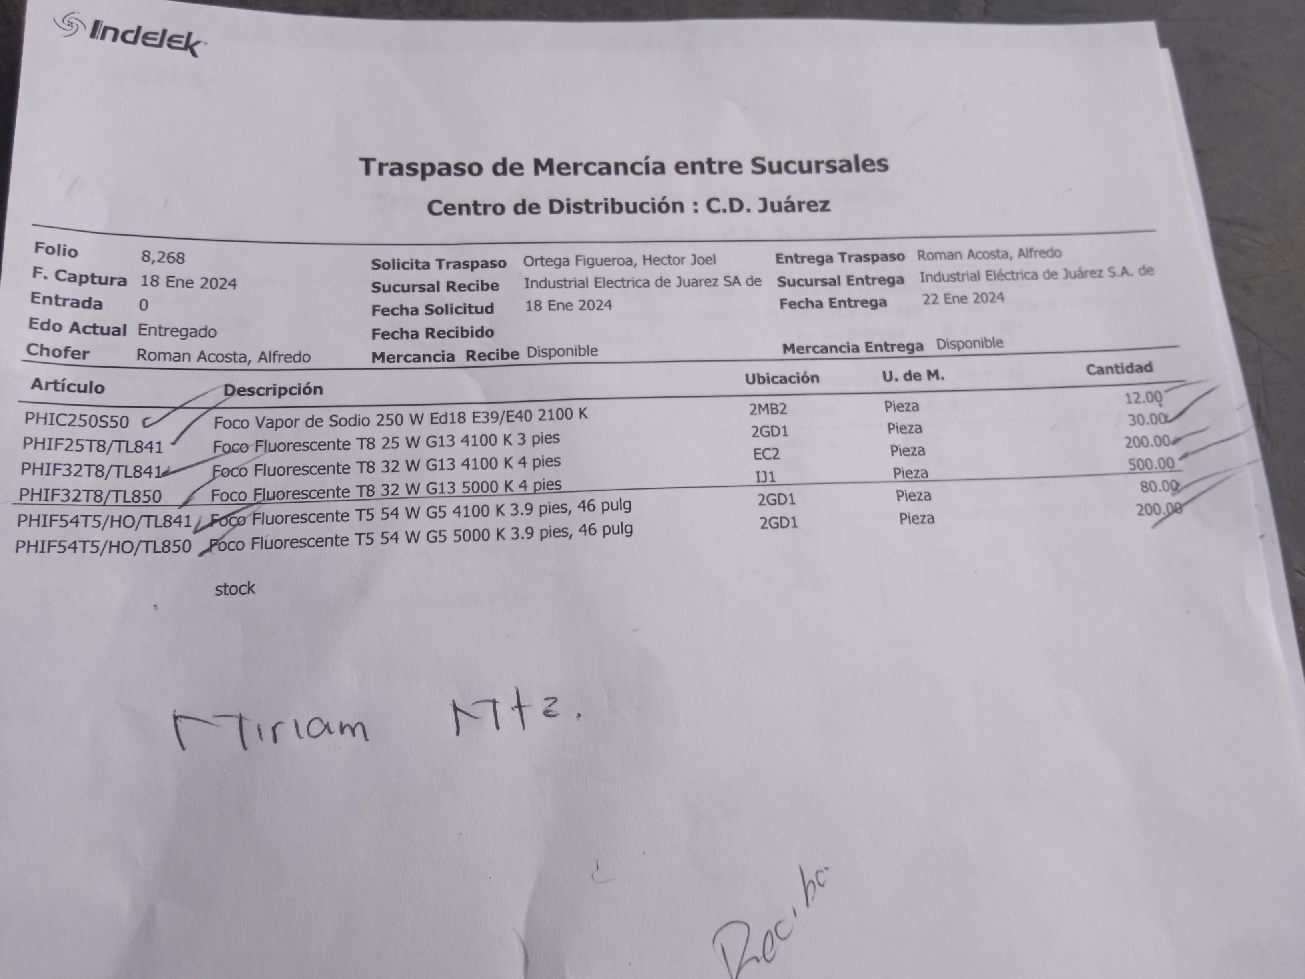 Indelek
Traspaso de Mercancía entre Sucursales
Centro de Distribución : C.D. Juárez
Folio 8,268 Solicita Traspaso Ortega Figueroa, Hector Joel Entrega Traspaso Roman Acosta, Alfredo
F. Captura 18 Ene 2024 Sucursal Recibe Industrial Electrica de Juarez SA de Sucursal Entrega Industrial Eléctrica de Juárez S.A. de
Entrada 0 Fecha Solicitud 18 Ene 2024 Fecha Entrega 22 Ene 2024
Edo Actual Entregado Fecha Recibido
Chofer Roman Acosta, Alfredo Mercancia Recibe Disponible Mercancia Entrega Disponible
Artículo Descripción Ubicación U. de M. Cantidad
PHIC250S50 Foco Vapor de Sodio 250 W Ed18 E39/E40 2100 K 2MB2 Pieza 12.00
PHIF25T8/TL841 Foco Fluorescente T8 25 W G13 4100 K 3 pies 2GD1 Pieza 30.00
PHIF32T8/TL841 Foco Fluorescente T8 32 W G13 4100 K 4 pies EC2 Pieza 200.00
PHIF32T8/TL850 Foco Fluorescente T8 32 W G13 5000 K 4 pies IJ1 Pieza 500.00
PHIF54T5/HO/TL841 Foco Fluorescente T5 54 W G5 4100 K 3.9 pies, 46 pulg 2GD1 Pieza 80.00
PHIF54T5/HO/TL850 Foco Fluorescente T5 54 W G5 5000 K 3.9 pies, 46 pulg 2GD1 Pieza 200.00
stock
Miriam Mtz.
Recibo